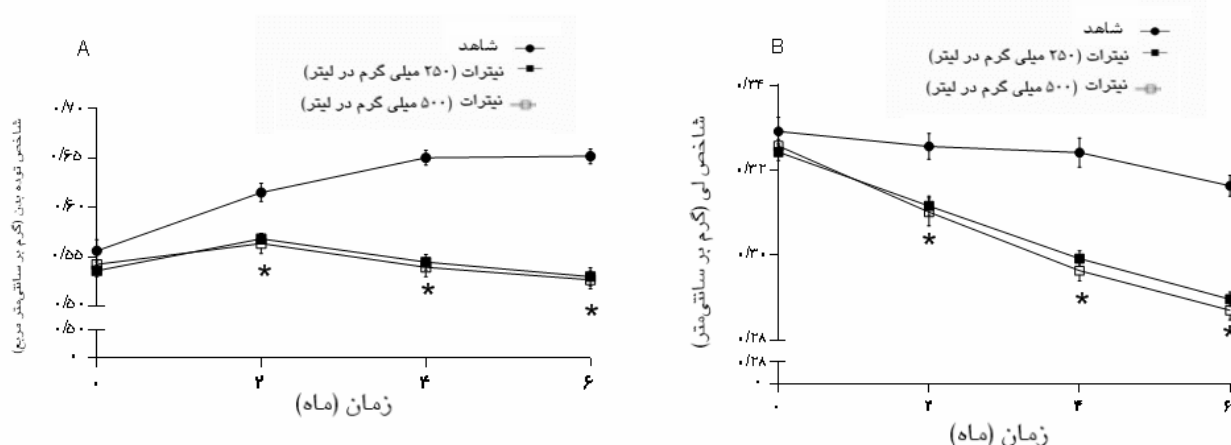 A
شاهد
نیترات (۲۵۰ میلی گرم در لیتر)
نیترات (۵۰۰ میلی گرم در لیتر)
شاخص توده بدن (گرم بر سانتی‌متر مربع)
۰/۷۰
۰/۶۵
۰/۶۰
۰/۵۵
۰/۵۰
۰/۵۰
۰
۰ ۲ ۴ ۶
* * *
زمان (ماه)
B
شاهد
نیترات (۲۵۰ میلی گرم در لیتر)
نیترات (۵۰۰ میلی گرم در لیتر)
شاخص لی (گرم بر سانتی‌متر)
۰/۳۴
۰/۳۲
۰/۳۰
۰/۲۸
۰/۲۸
۰
۰ ۲ ۴ ۶
* * *
زمان (ماه)